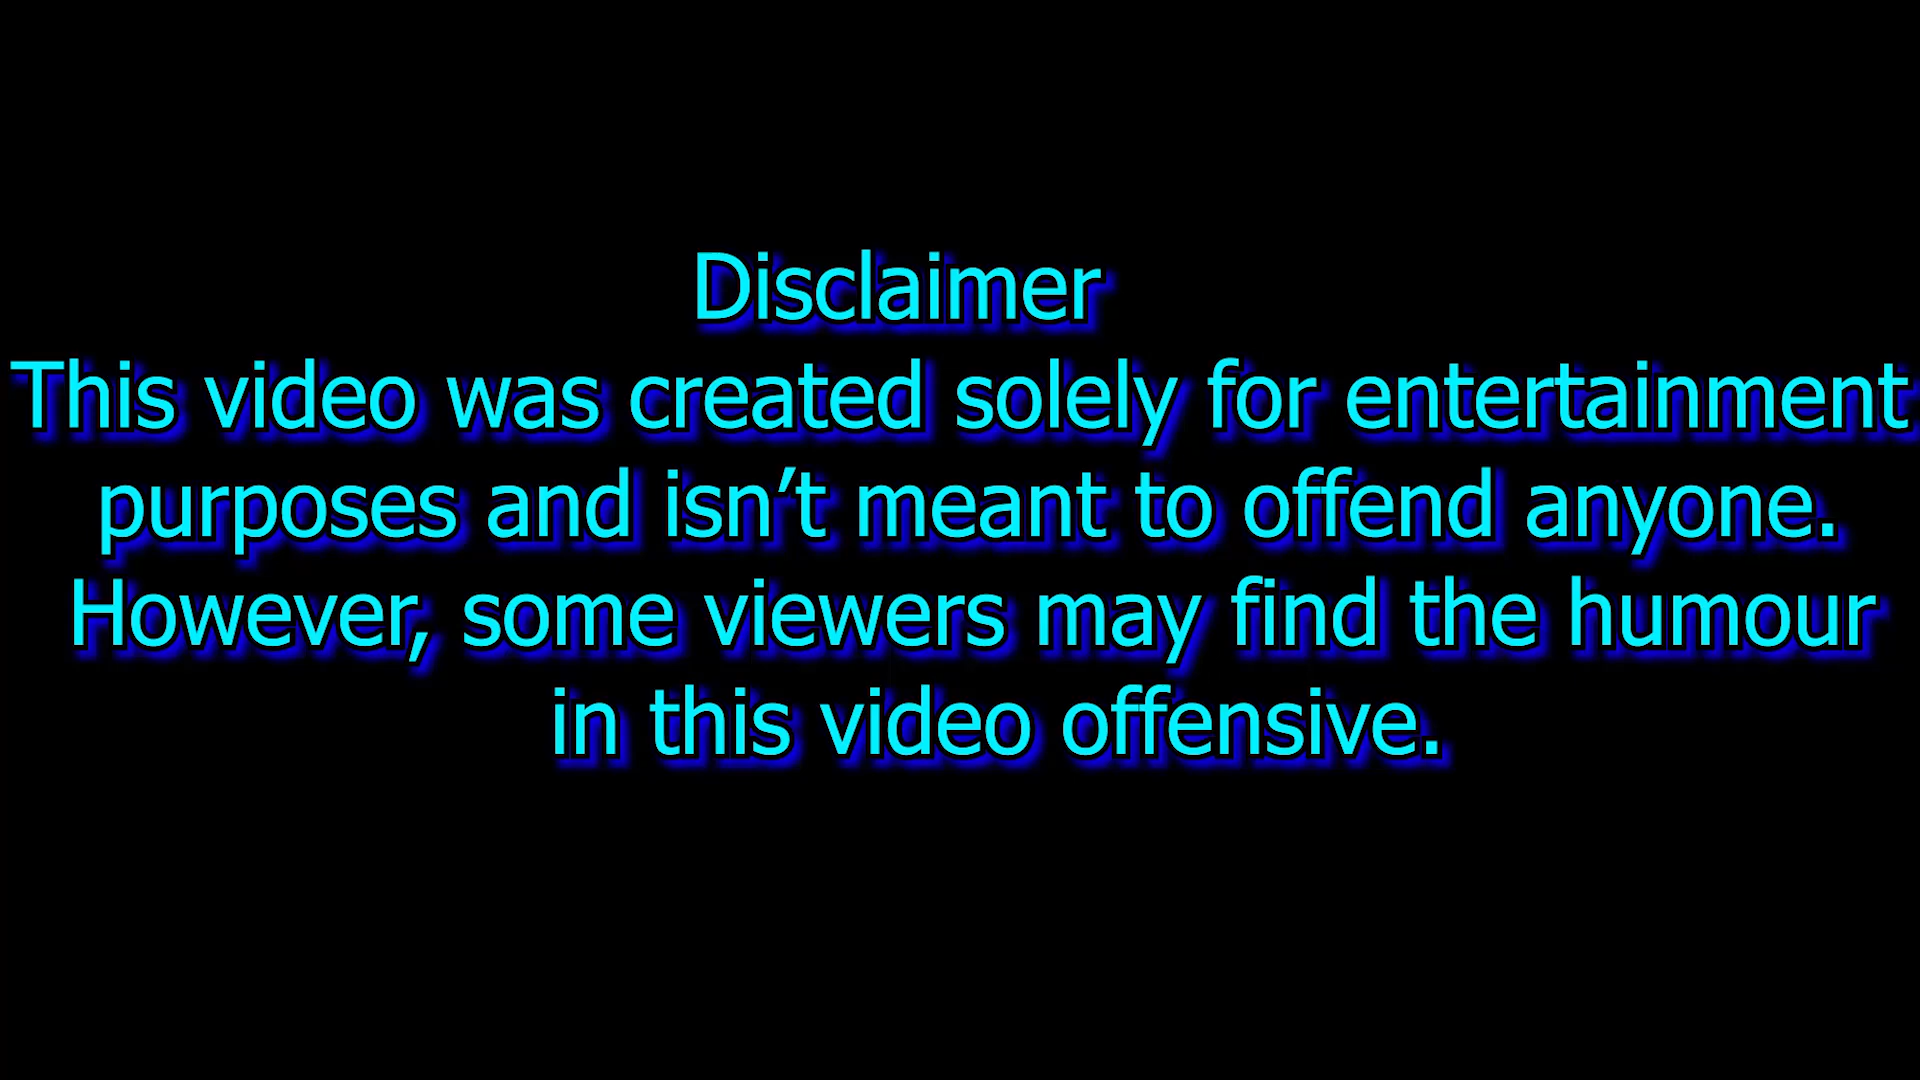 Disclaimer
This video was created solely for entertainment
purposes and isn’t meant to offend anyone.
However, some viewers may find the humour
in this video offensive.